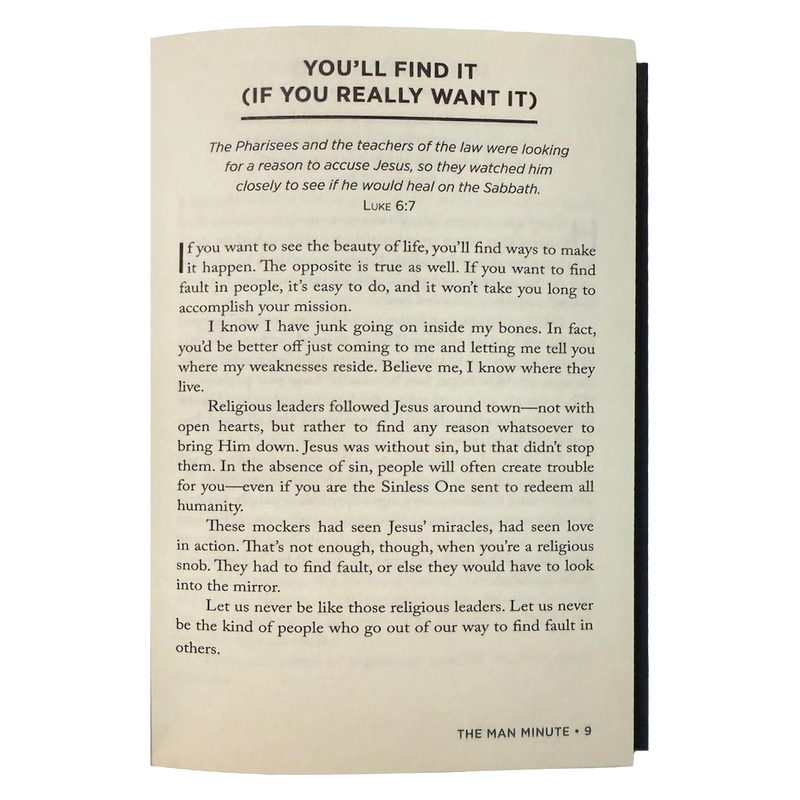 YOU'LL FIND IT
(IF YOU REALLY WANT IT)
The Pharisees and the teachers of the law were looking
for a reason to accuse Jesus, so they watched him
closely to see if he would heal on the Sabbath.
LUKE 6:7
If you want to see the beauty of life, you'll find ways to make
it happen. The opposite is true as well. If you want to find
fault in people, it's easy to do, and it won't take you long to
accomplish your mission.
I know I have junk going on inside my bones. In fact,
you'd be better off just coming to me and letting me tell you
where my weaknesses reside. Believe me, I know where they
live.
Religious leaders followed Jesus around town—not with
open hearts, but rather to find any reason whatsoever to
bring Him down. Jesus was without sin, but that didn't stop
them. In the absence of sin, people will often create trouble
for you—even if you are the Sinless One sent to redeem all
humanity.
These mockers had seen Jesus' miracles, had seen love
in action. That's not enough, though, when you're a religious
snob. They had to find fault, or else they would have to look
into the mirror.
Let us never be like those religious leaders. Let us never
be the kind of people who go out of our way to find fault in
others.
THE MAN MINUTE • 9